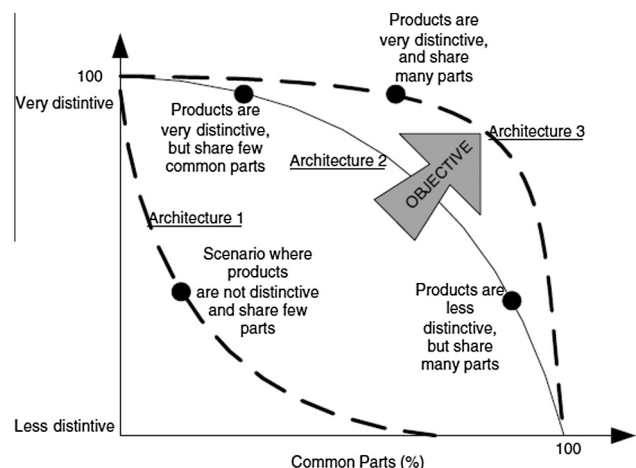 Products are
very distinctive,
and share
many parts
100
Very distintive
Products are
very distinctive,
but share few
common parts
Architecture 3
Architecture 2
OBJECTIVE
Architecture 1
Scenario where
products
are not distinctive
and share few
parts
Products are
less
distinctive,
but share
many parts
Less distintive
100
Common Parts (%)